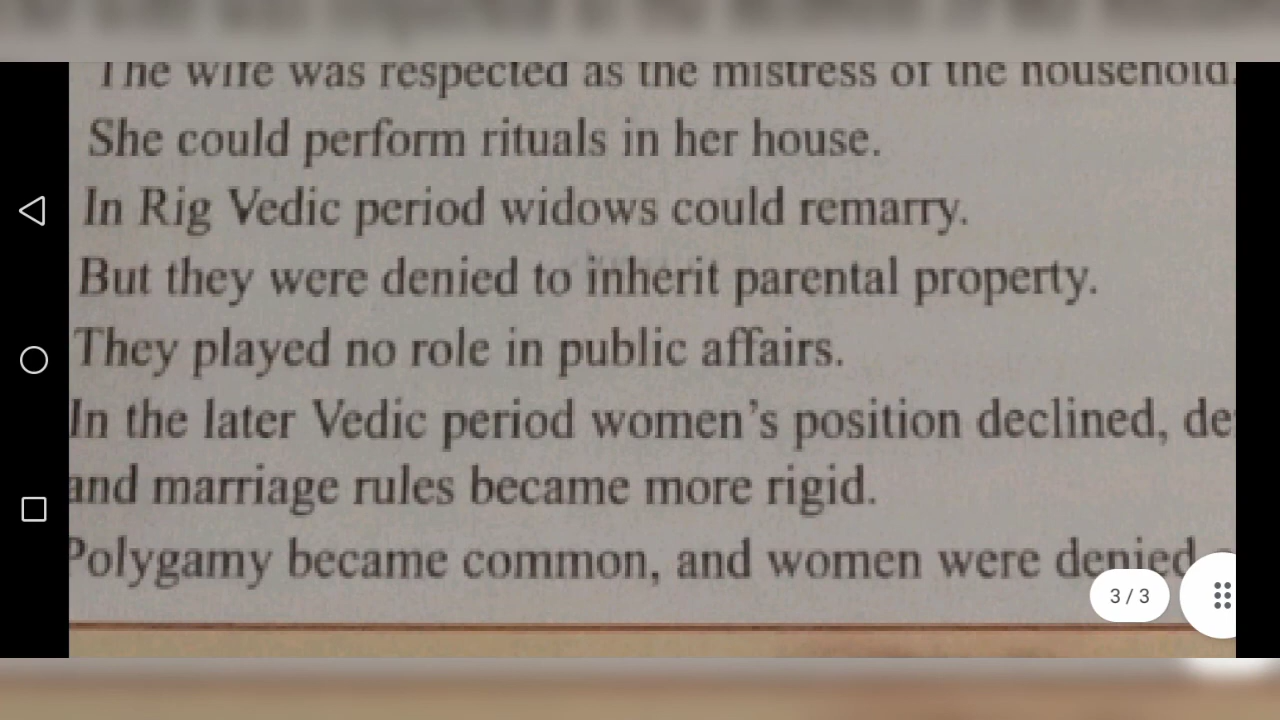 The wife was respected as the mistress of the household.
She could perform rituals in her house.
In Rig Vedic period widows could remarry.
But they were denied to inherit parental property.
They played no role in public affairs.
In the later Vedic period women's position declined,
and marriage rules became more rigid.
Polygamy became common, and women were denied
3 / 3